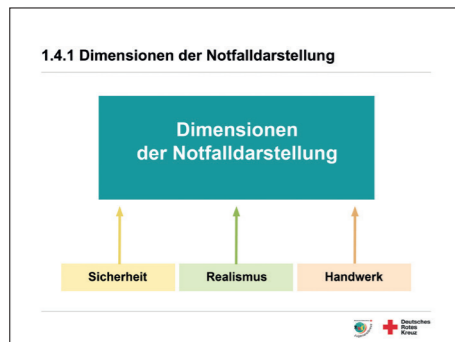 1.4.1 Dimensionen der Notfalldarstellung
Dimensionen
der Notfalldarstellung
Sicherheit
Realismus
Handwerk
Deutsches
Rotes
Kreuz